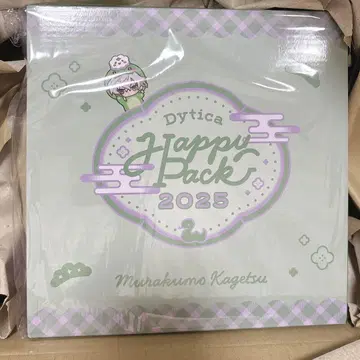 Dytica
Happy
Pack
2025
Murakumo Kagetsu